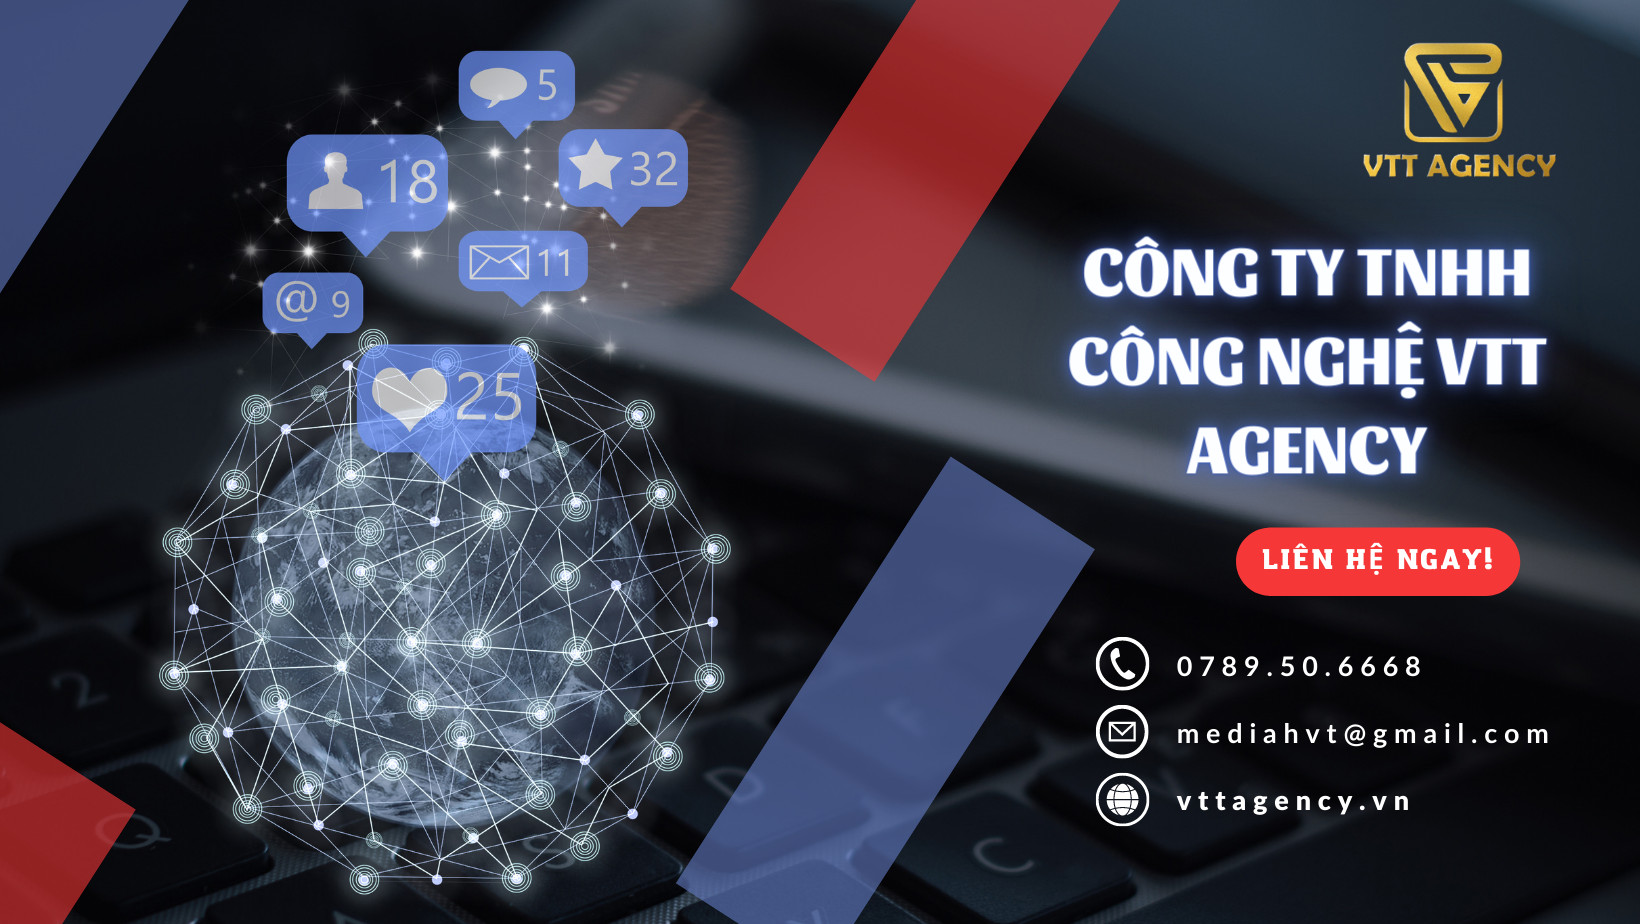 5
18
32
11
@ 9
25
VTT AGENCY
CÔNG TY TNHH
CÔNG NGHỆ VTT
AGENCY
LIÊN HỆ NGAY!
0789.50.6668
mediahvt@gmail.com
vttagency.vn
2
Q
S
D
F
C